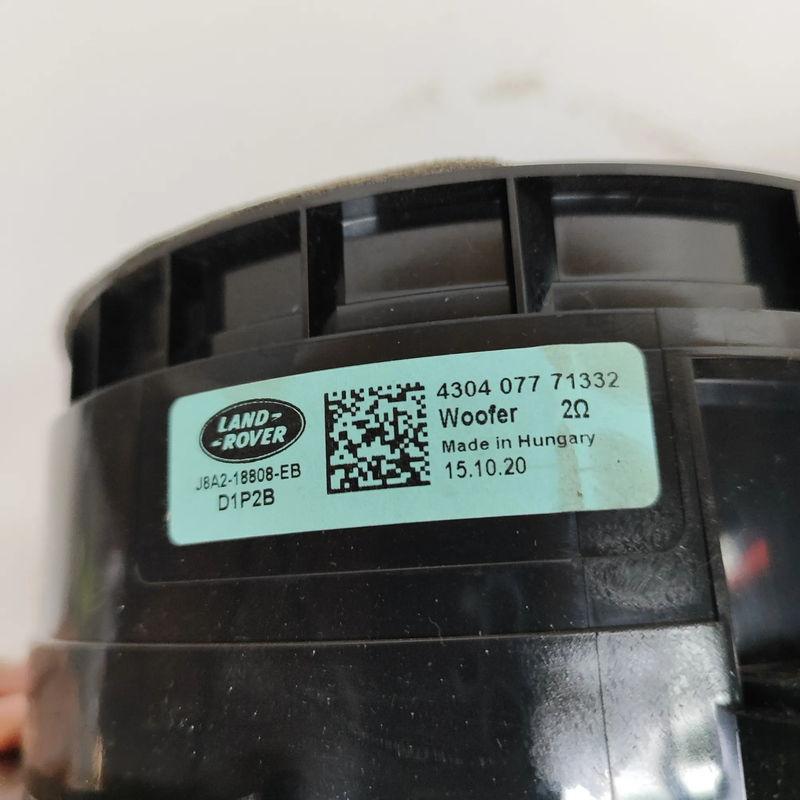 LAND-
-ROVER
J8A2-18808-EB
D1P2B
4304 077 71332
Woofer 2Ω
Made in Hungary
15.10.20